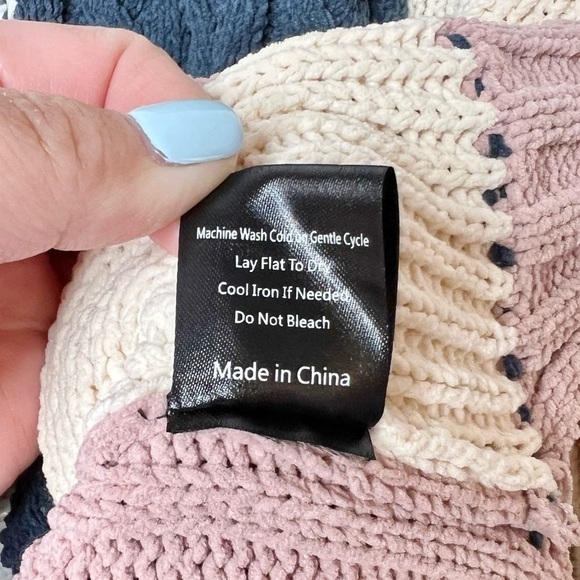 Machine Wash Cold on Gentle Cycle
Lay Flat To Dry
Cool Iron If Needed
Do Not Bleach
Made in China